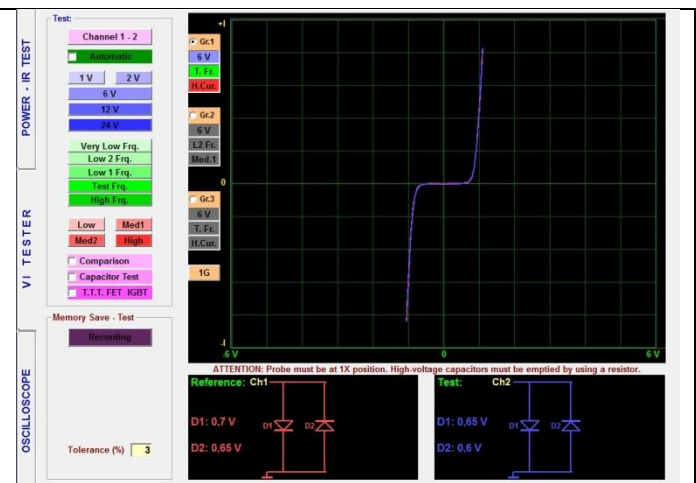 POWER - IR TEST
VI TESTER
OSCILLOSCOPE
Test:
Channel 1 - 2
Automatic
1 V 2 V
6 V
12 V
24 V
Very Low Frq.
Low 2 Frq.
Low 1 Frq.
Test Frq.
High Frq.
Low Med1
Med2 High
Comparison
Capacitor Test
T.T.T. FET IGBT
Memory Save - Test
Recording
Tolerance (%) 3
Gr.1
6 V
T. Fr.
H.Cur.
Gr.2
6 V
L2 Fr.
Med.1
Gr.3
6 V
T. Fr.
H.Cur.
1G
+I
0
-I
-6 V 0 6 V
ATTENTION: Probe must be at 1X position. High-voltage capacitors must be emptied by using a resistor.
Reference: Ch1
D1: 0,7 V
D2: 0,65 V
D1 D2
Test: Ch2
D1: 0,65 V
D2: 0,6 V
D1 D2